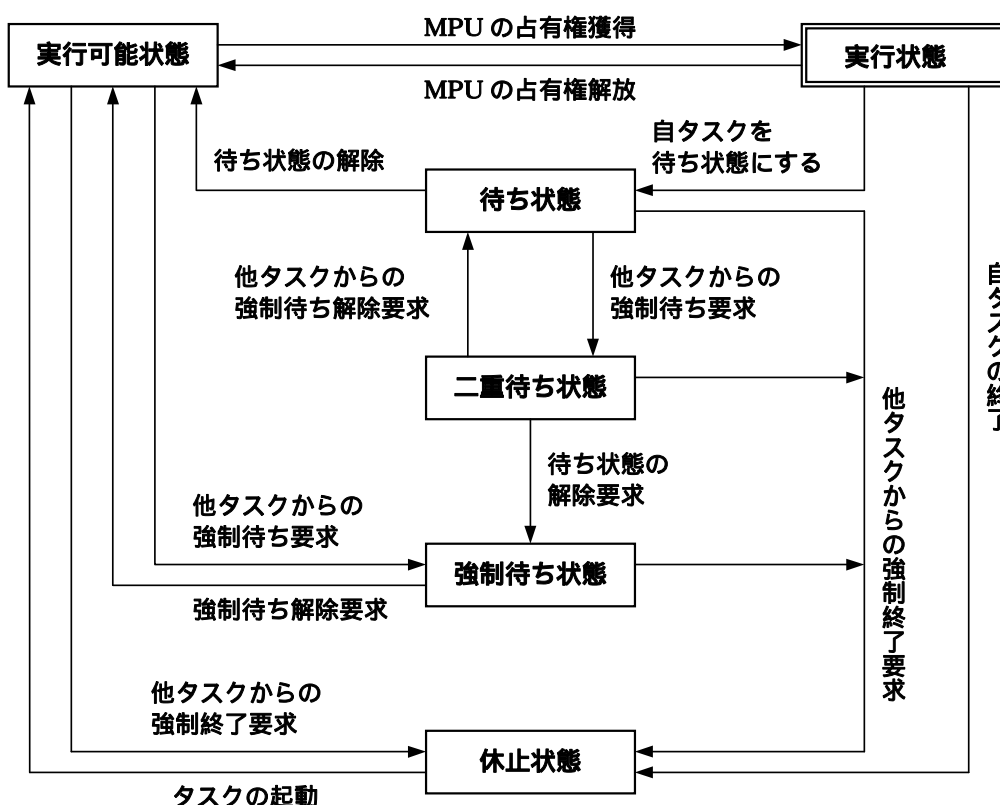 MPU の占有権獲得
実行可能状態
実行状態
MPU の占有権解放
自タスクを
待ち状態にする
待ち状態の解除
待ち状態
他タスクからの
強制待ち解除要求
他タスクからの
強制待ち要求
自タスクの終了
二重待ち状態
他タスクからの強制終了要求
待ち状態の
解除要求
他タスクからの
強制待ち要求
強制待ち状態
強制待ち解除要求
他タスクからの
強制終了要求
休止状態
タスクの起動